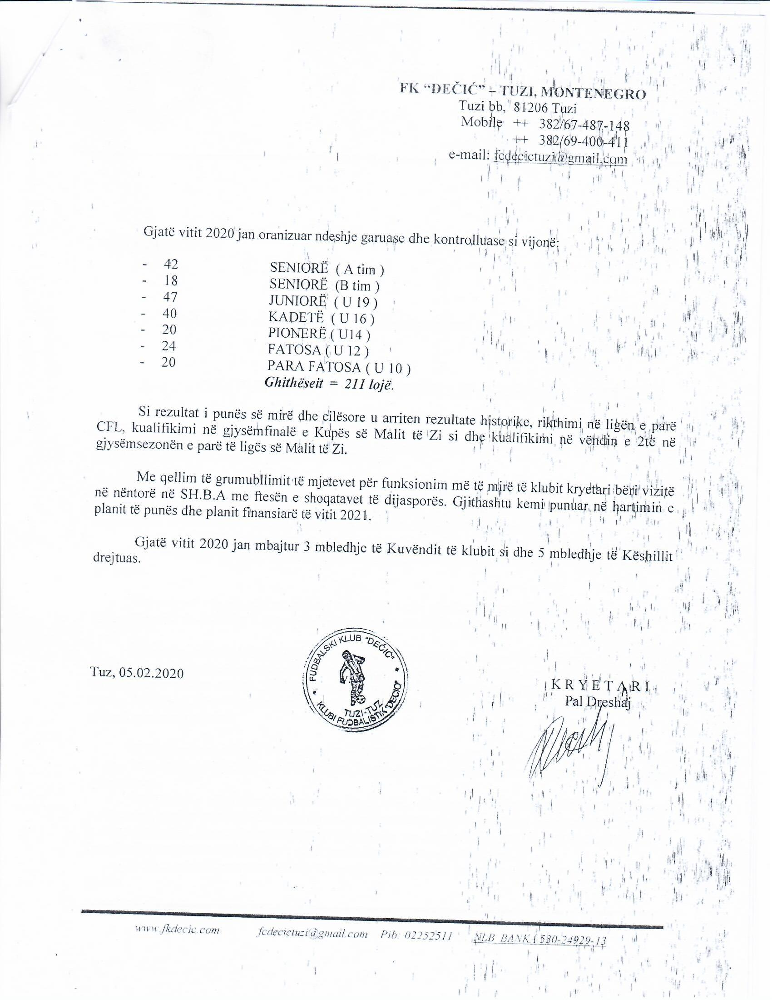 FK “DEČIĆ” – TUZI, MONTENEGRO
Tuzi bb, 81206 Tuzi
Mobile ++ 382/67-487-148
++ 382/69-400-411
e-mail: fcdecictuzi@gmail.com
Gjatë vitit 2020 jan oranizuar ndeshje garuase dhe kontrolluase si vijonë:
- 42 SENIORË ( A tim )
- 18 SENIORË (B tim )
- 47 JUNIORË ( U 19 )
- 40 KADETË ( U 16 )
- 20 PIONERË ( U14 )
- 24 FATOSA ( U 12 )
- 20 PARA FATOSA ( U 10 )
Ghithëseit = 211 lojë.
Si rezultat i punës së mirë dhe cilësore u arriten rezultate historike, rikthimi në ligën e parë
CFL, kualifikimi në gjysëmfinalë e Kupës së Malit të Zi si dhe kualifikimi në vëndin e 2të në
gjysëmsezonën e parë të ligës së Malit të Zi.
Me qellim të grumubllimit të mjetevet për funksionim më të mirë të klubit kryetari bëri vizitë
në nëntorë në SH.B.A me ftesën e shoqatavet të dijasporës. Gjithashtu kemi punuar në hartimin e
planit të punës dhe planit finansiarë të vitit 2021.
Gjatë vitit 2020 jan mbajtur 3 mbledhje të Kuvëndit të klubit si dhe 5 mbledhje të Këshillit
drejtuas.
FUDBALSKI KLUB "DEČIĆ"
TUZI-TUZ
KLUBI FUDBALISTIK "DECIQ"
Tuz, 05.02.2020
K R Y E T A R I
Pal Dreshaj
www.fkdecic.com fcdecictuzi@gmail.com Pib: 02252511 NLB BANKA 530-24929-13